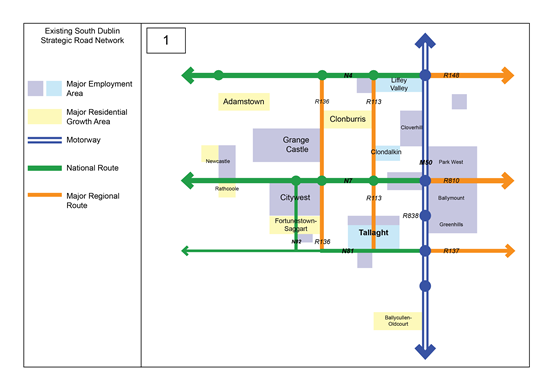 Existing South Dublin
Strategic Road Network
1
Major Employment
Area
Major Residential
Growth Area
Motorway
National Route
Major Regional
Route
N4
R148
Liffey
Valley
Adamstown
R136
R113
Clonburris
Cloverhill
Grange
Castle
Clondalkin
Newcastle
M50
Park West
Rathcoole
N7
R810
Citywest
R113
Ballymount
R838
Fortunestown-
Saggart
Tallaght
Greenhills
N82
R136
N81
R137
Ballycullen-
Oldcourt